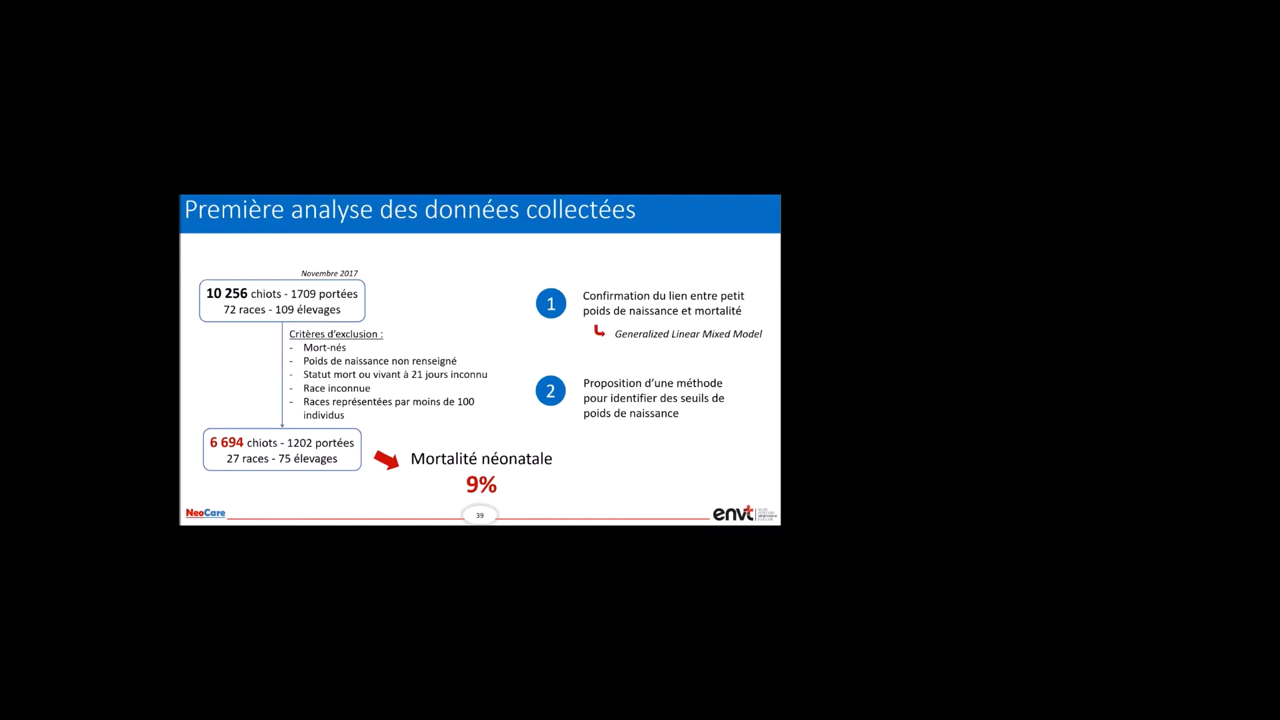 Première analyse des données collectées
Novembre 2017
10 256 chiots - 1709 portées
72 races - 109 élevages
Critères d'exclusion :
- Mort-nés
- Poids de naissance non renseigné
- Statut mort ou vivant à 21 jours inconnu
- Race inconnue
- Races représentées par moins de 100
individus
6 694 chiots - 1202 portées
27 races - 75 élevages
Mortalité néonatale
9%
1
Confirmation du lien entre petit
poids de naissance et mortalité
Generalized Linear Mixed Model
2
Proposition d'une méthode
pour identifier des seuils de
poids de naissance
NeoCare
39
envt